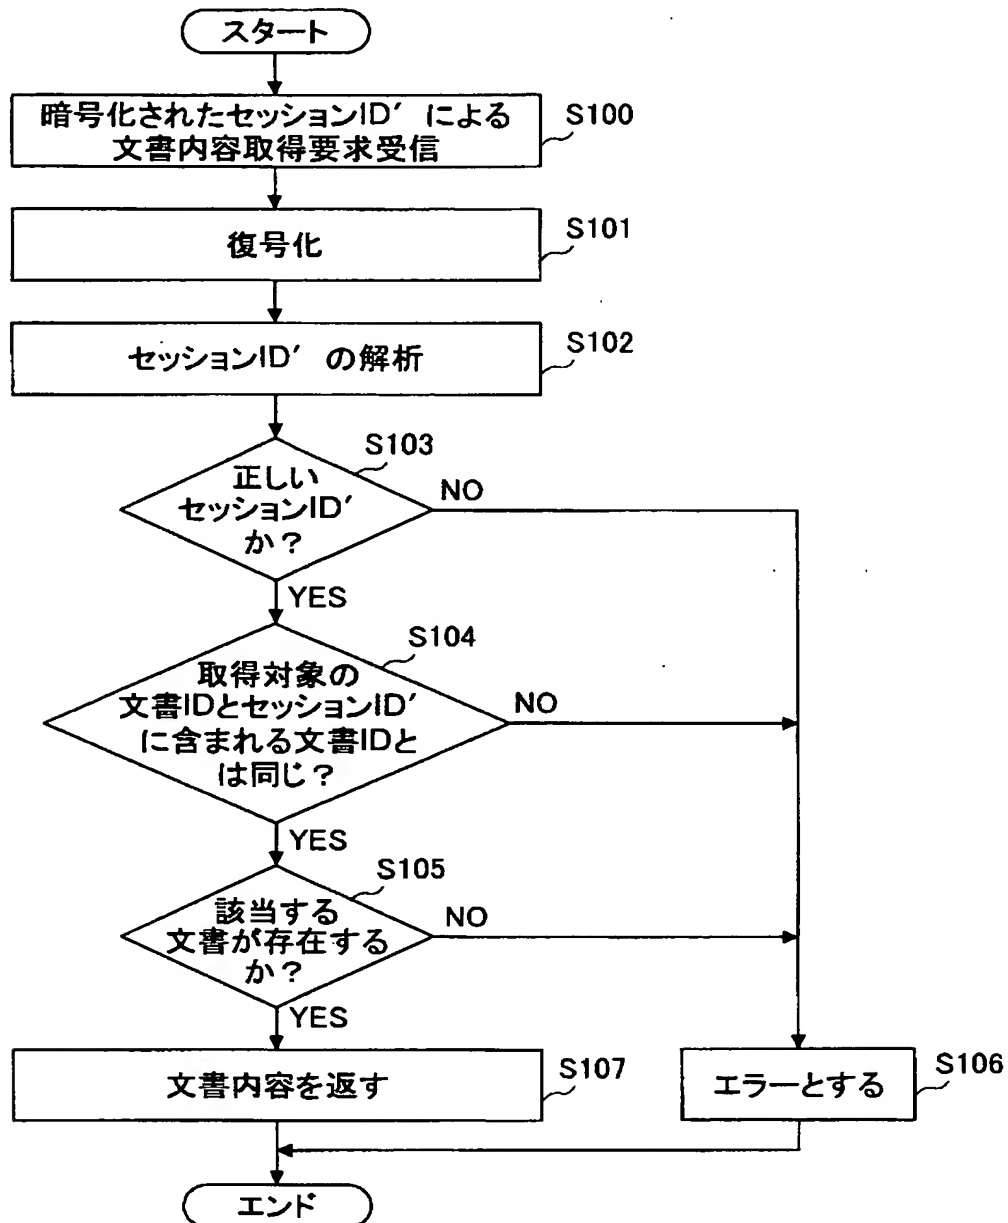 スタート
暗号化されたセッションID′ による
文書内容取得要求受信
S100
復号化
S101
セッションID′ の解析
S102
S103
正しい
セッションID′
か？
NO
YES
S104
取得対象の
文書IDとセッションID′
に含まれる文書IDと
は同じ？
NO
YES
S105
該当する
文書が存在する
か？
NO
YES
文書内容を返す
S107
エラーとする
S106
エンド